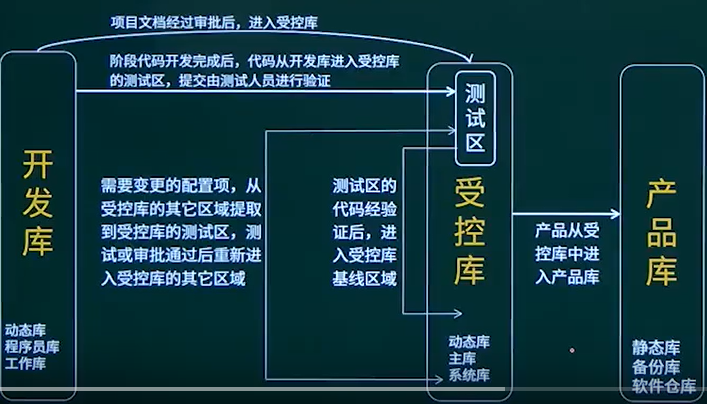 项目文档经过审批后，进入受控库
阶段代码开发完成后，代码从开发库进入受控库
的测试区，提交由测试人员进行验证
开发库
动态库
程序员库
工作库
需要变更的配置项，从
受控库的其它区域提取
到受控库的测试区，测
试或审批通过后重新进
入受控库的其它区域
测试区的
代码经验
证后，进
入受控库
基线区域
测试区
受控库
动态库
主库
系统库
产品从受
控库中进
入产品库
产品库
静态库
备份库
软件仓库